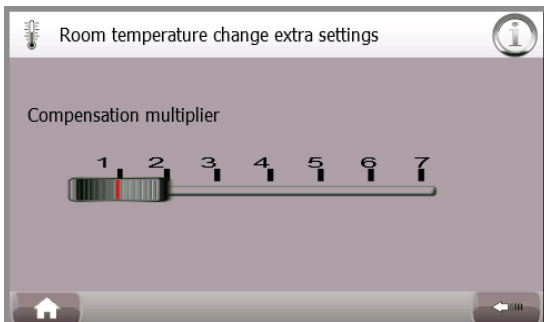 Room temperature change extra settings
Compensation multiplier
1 2 3 4 5 6 7